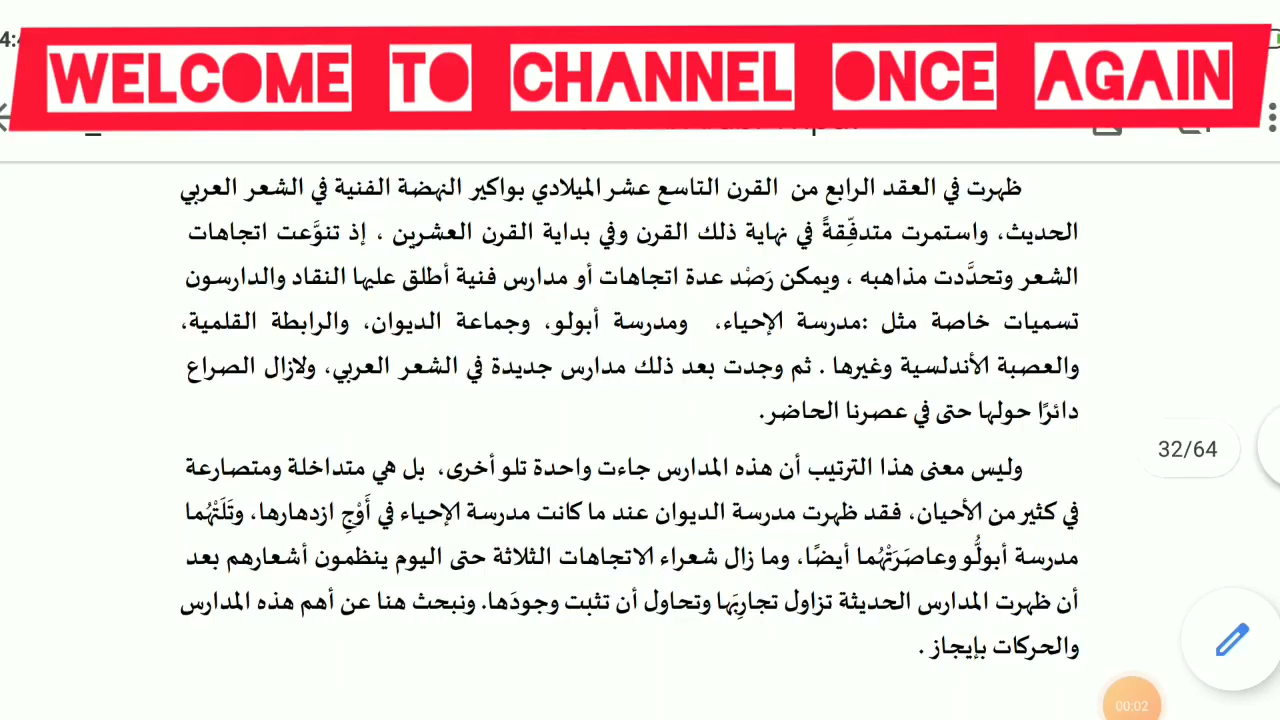 WELCOME TO CHANNEL ONCE AGAIN
ظهرت في العقد الرابع من القرن التاسع عشر الميلادي بواكير النهضة الفنية في الشعر العربي
الحديث، واستمرت متدفِّقةً في نهاية ذلك القرن وفي بداية القرن العشرين ، إذ تنوَّعت اتجاهات
الشعر وتحدَّدت مذاهبه ، ويمكن رَصْد عدة اتجاهات أو مدارس فنية أطلق عليها النقاد والدارسون
تسميات خاصة مثل :مدرسة الإحياء، ومدرسة أبولو، وجماعة الديوان، والرابطة القلمية،
والعصبة الأندلسية وغيرها . ثم وجدت بعد ذلك مدارس جديدة في الشعر العربي، ولازال الصراع
دائرًا حولها حتى في عصرنا الحاضر.
32/64
وليس معنى هذا الترتيب أن هذه المدارس جاءت واحدة تلو أخرى، بل هي متداخلة ومتصارعة
في كثير من الأحيان، فقد ظهرت مدرسة الديوان عند ما كانت مدرسة الإحياء في أَوْجِ ازدهارها، وتَلَتْهُما
مدرسة أبولُّو وعاصَرَتْهُما أيضًا، وما زال شعراء الاتجاهات الثلاثة حتى اليوم ينظمون أشعارهم بعد
أن ظهرت المدارس الحديثة تزاول تجارِبَها وتحاول أن تثبت وجودَها. ونبحث هنا عن أهم هذه المدارس
والحركات بإيجاز .
00:02